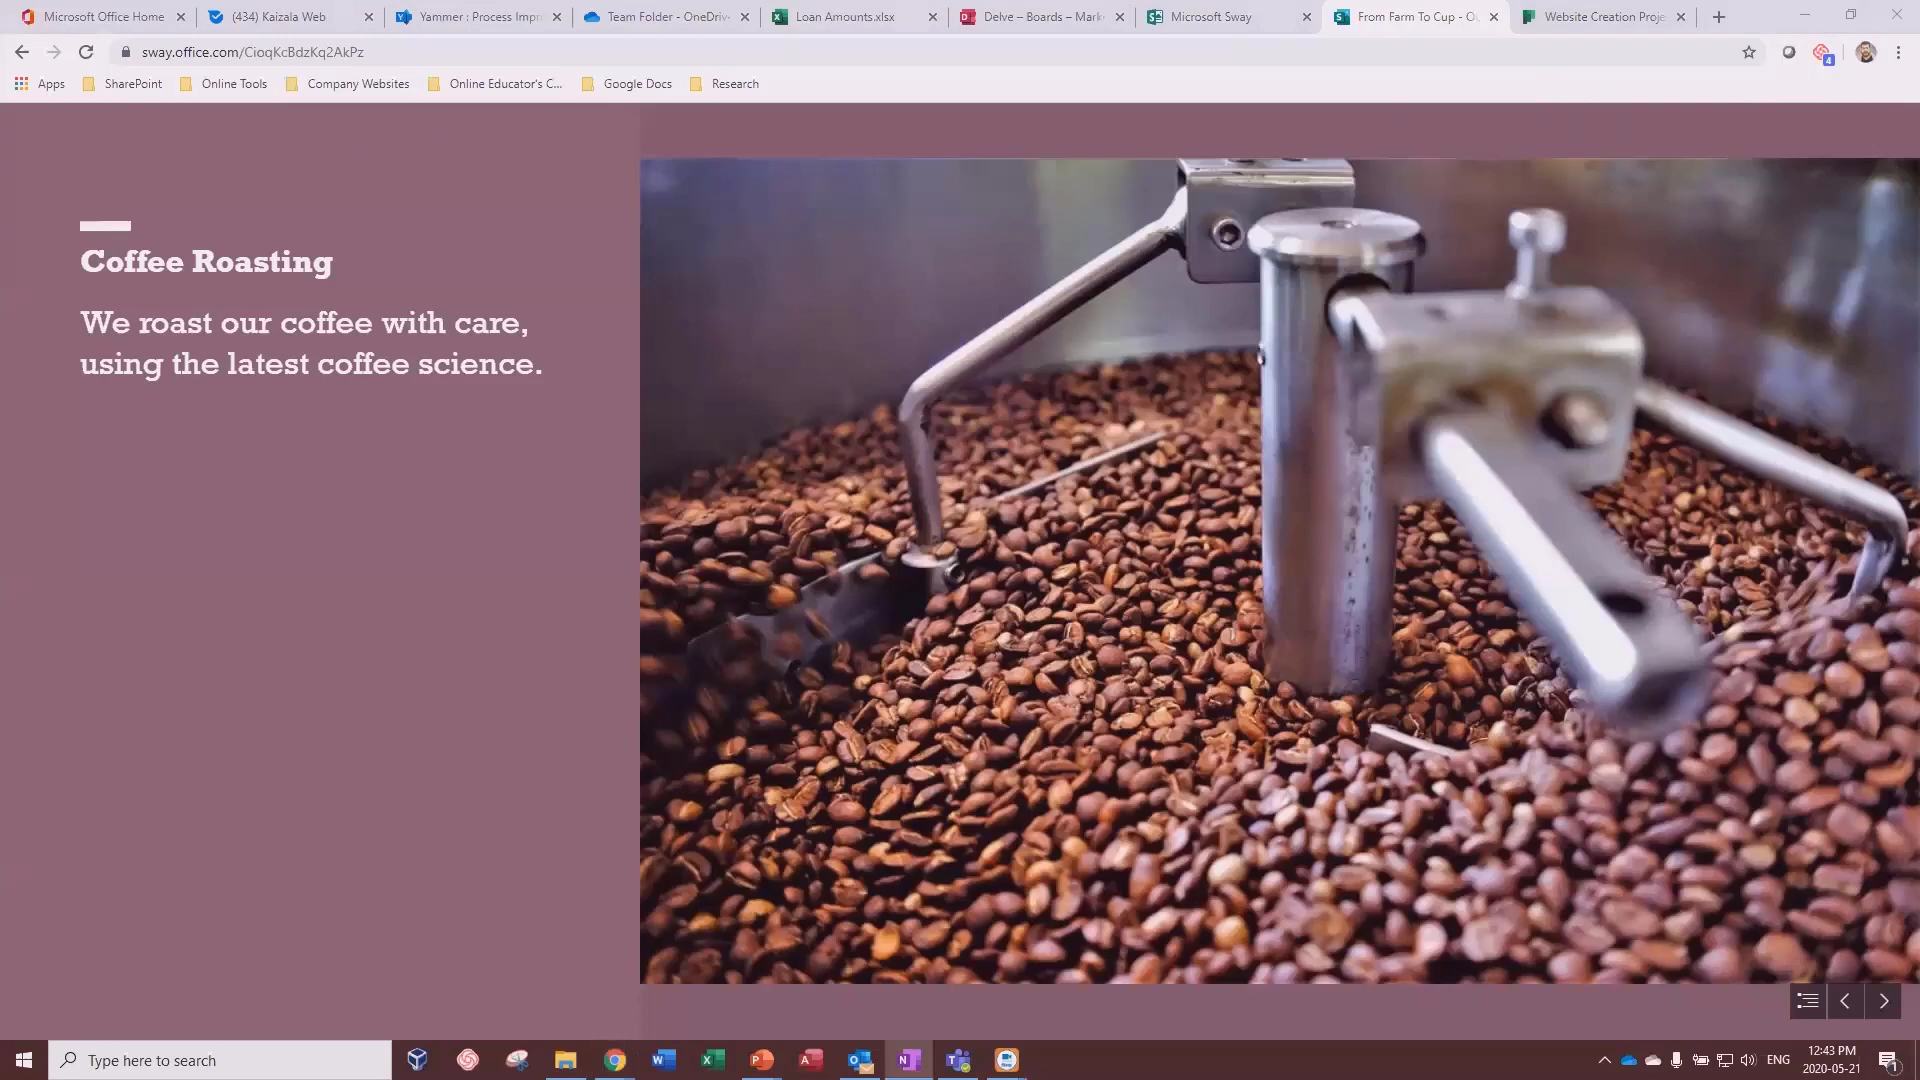 Microsoft Office Home
(434) Kaizala Web
Yammer : Process Impr
Team Folder - OneDriv
Loan Amounts.xlsx
Delve – Boards – Mark
Microsoft Sway
From Farm To Cup - Ou
Website Creation Proje
sway.office.com/CioqKcBdzKq2AkPz
4
Apps
SharePoint
Online Tools
Company Websites
Online Educator's C...
Google Docs
Research
Coffee Roasting
We roast our coffee with care,
using the latest coffee science.
Type here to search
ENG
12:43 PM
2020-05-21
1